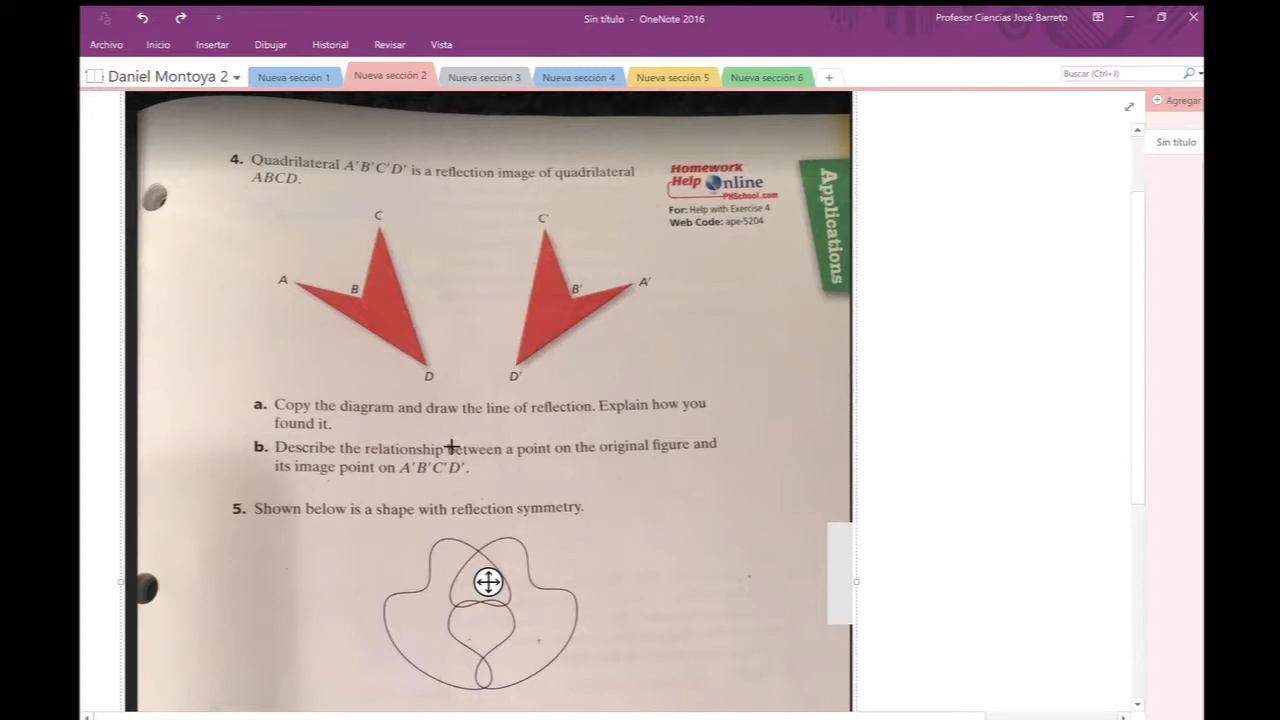 Sin título - OneNote 2016
Profesor Ciencias José Barreto
Archivo Inicio Insertar Dibujar Historial Revisar Vista
Daniel Montoya 2
Nueva sección 1 Nueva sección 2 Nueva sección 3 Nueva sección 4 Nueva sección 5 Nueva sección 6 +
Buscar (Ctrl+J)
Agregar
Sin título
4. Quadrilateral A'B'C'D' is a reflection image of quadrilateral
ABCD.
Homework
Help Online
PHSchool.com
For: Help with Exercise 4
Web Code: ape-5204
Applications
C
A
B
D
C'
B'
A'
D'
a. Copy the diagram and draw the line of reflection. Explain how you
found it.
b. Describe the relationship between a point on the original figure and
its image point on A'B'C'D'.
5. Shown below is a shape with reflection symmetry.